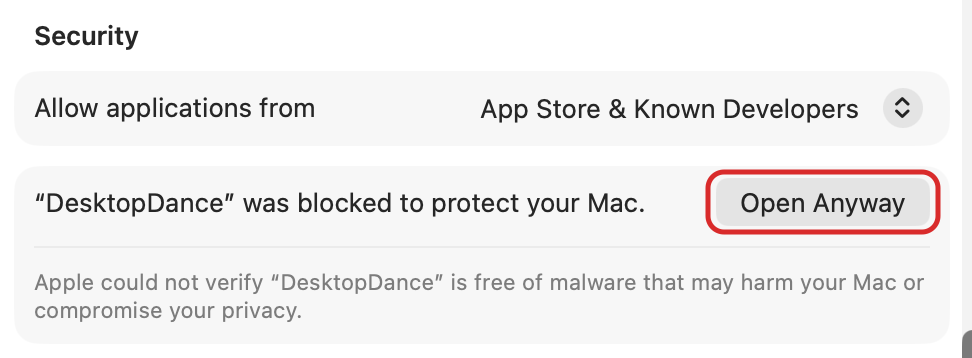 Security
Allow applications from App Store & Known Developers
“DesktopDance” was blocked to protect your Mac. Open Anyway
Apple could not verify “DesktopDance” is free of malware that may harm your Mac or
compromise your privacy.